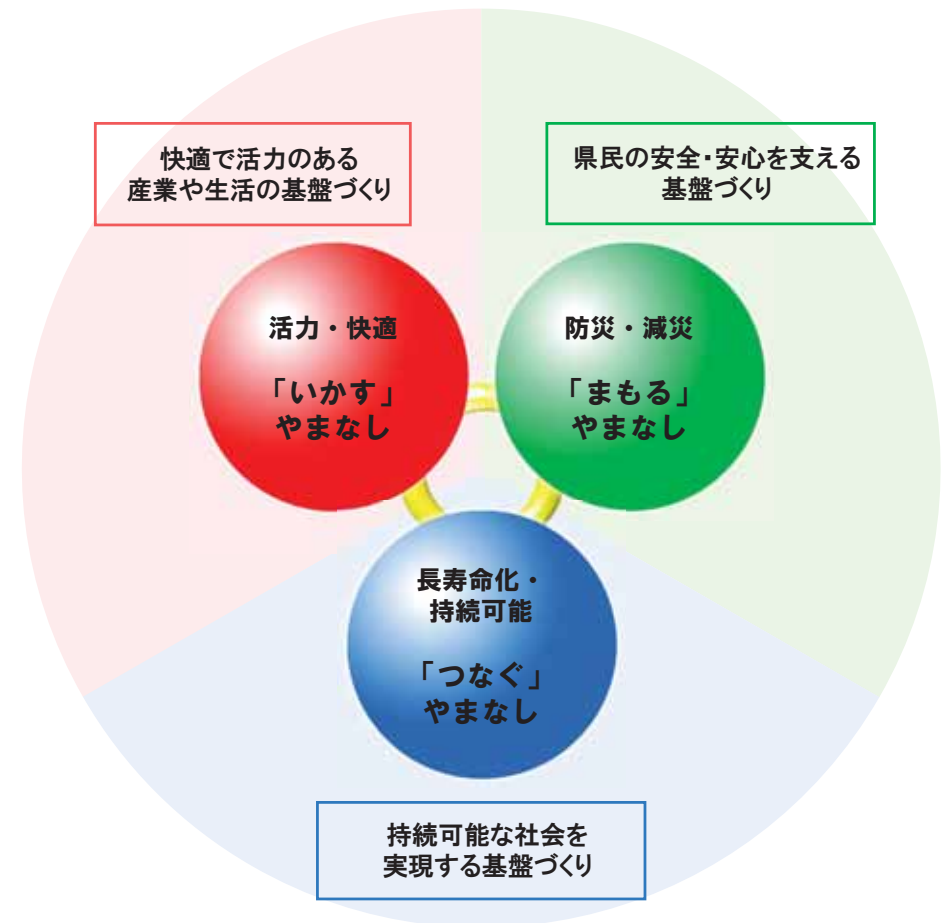 快適で活力のある
産業や生活の基盤づくり
県民の安全・安心を支える
基盤づくり
活力・快適
「いかす」
やまなし
防災・減災
「まもる」
やまなし
長寿命化・
持続可能
「つなぐ」
やまなし
持続可能な社会を
実現する基盤づくり